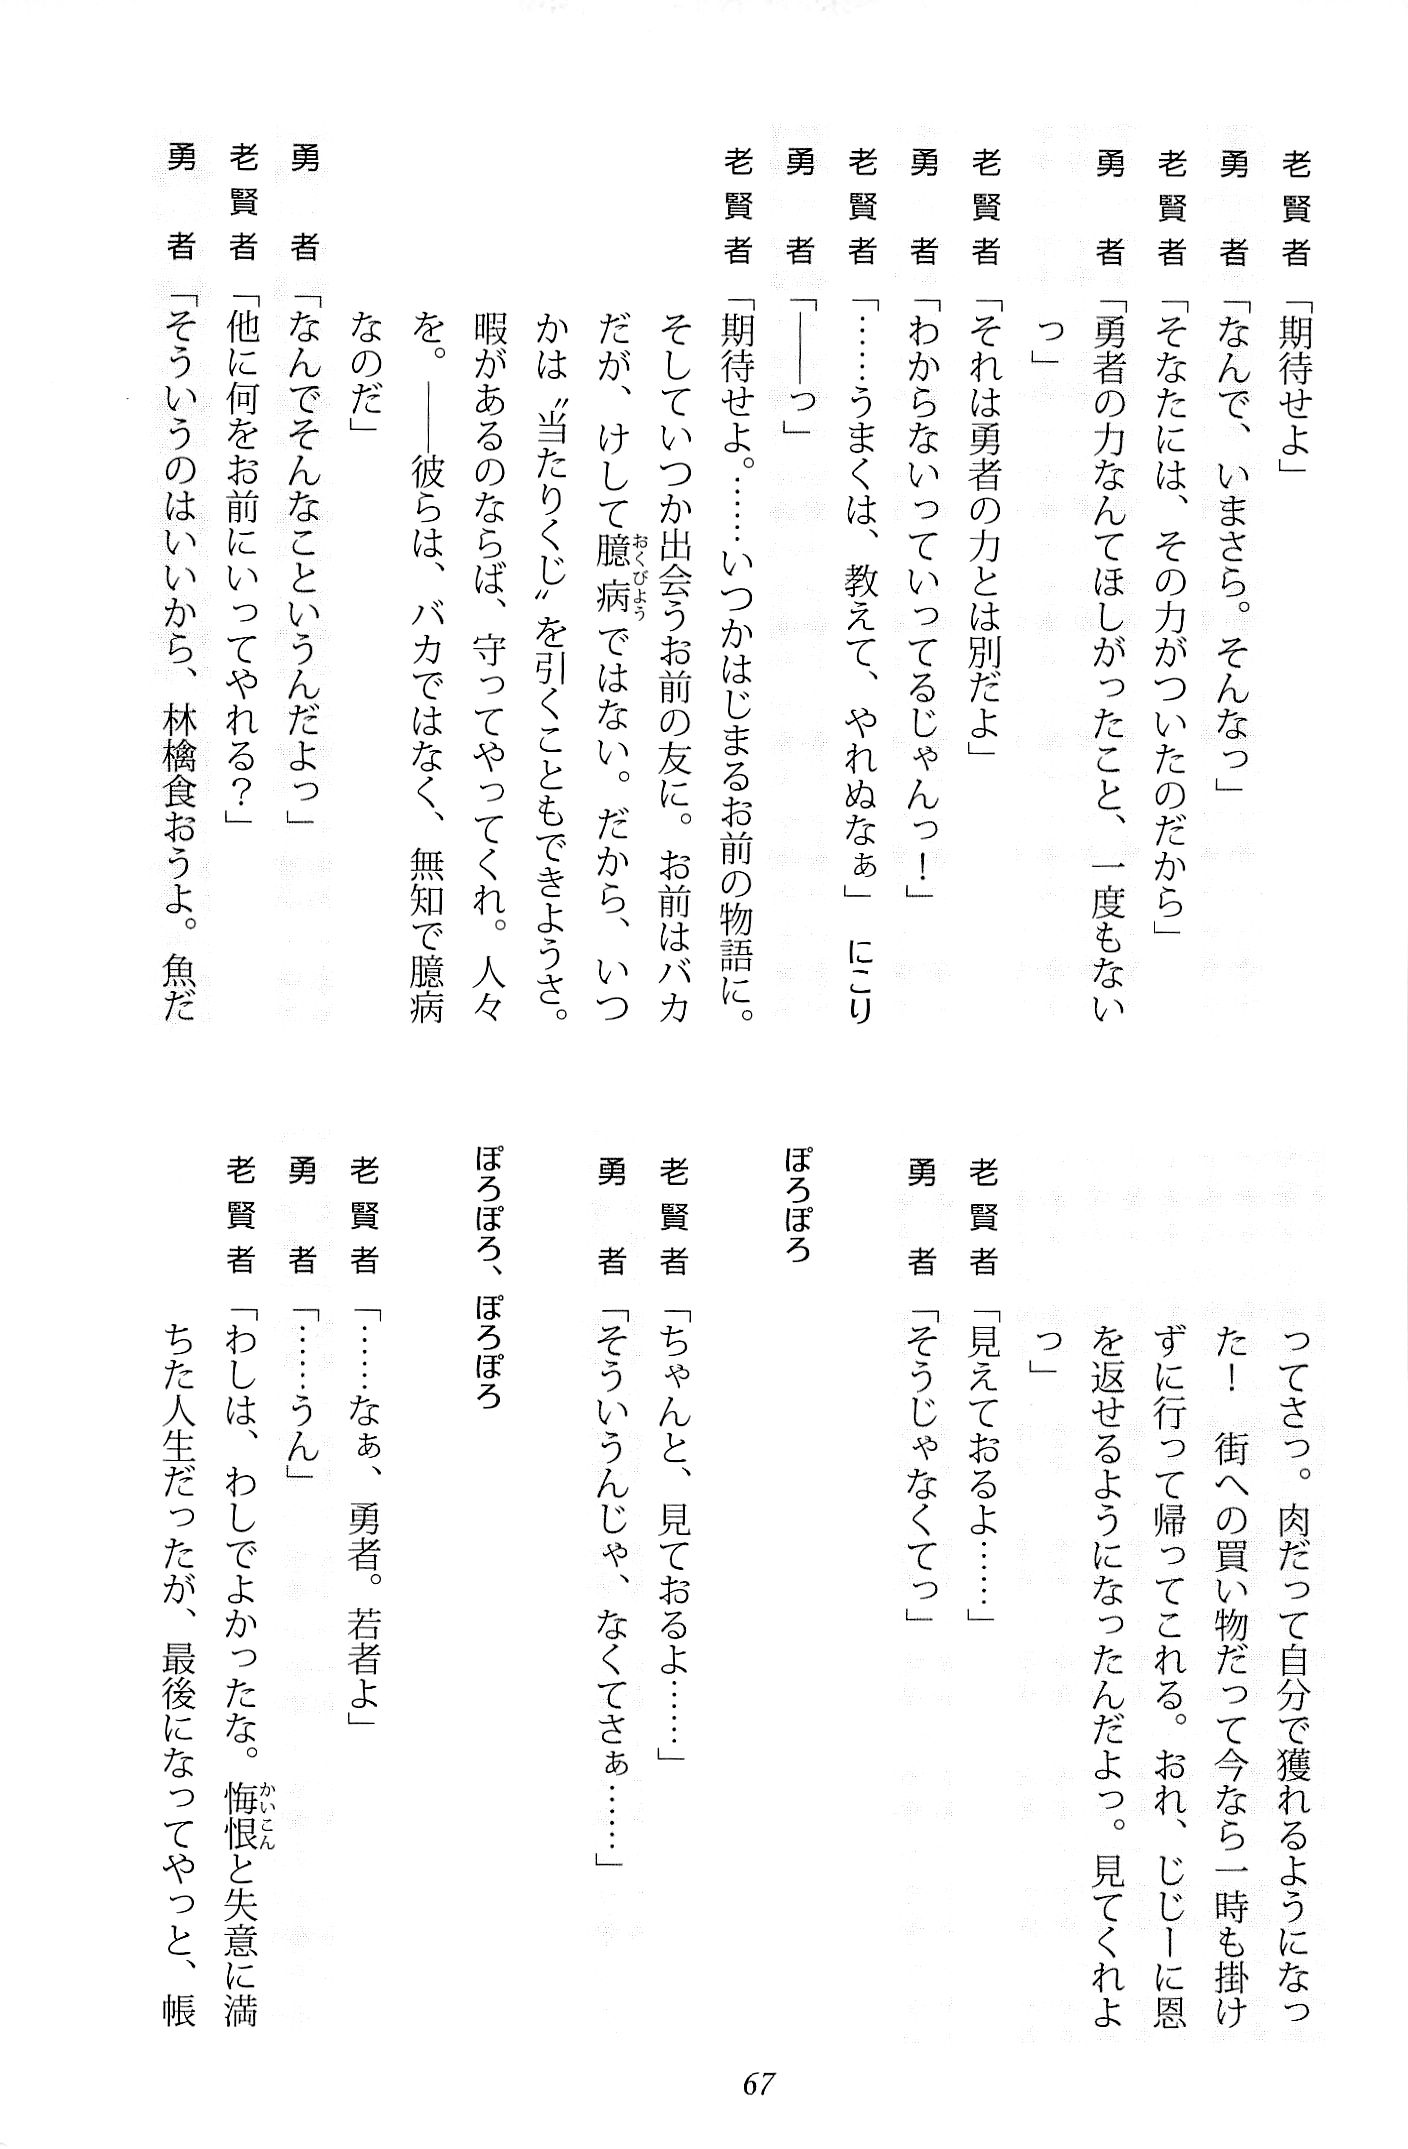 老賢者「期待せよ」
勇　者「なんで、いまさら。そんなっ」
老賢者「そなたには、その力がついたのだから」
勇　者「勇者の力なんてほしがったこと、一度もない
っ」
老賢者「それは勇者の力とは別だよ」
勇　者「わからないっていってるじゃんっ！」
老賢者「……うまくは、教えて、やれぬなぁ」　にこり
勇　者「――っ」
老賢者「期待せよ。……いつかはじまるお前の物語に。
そしていつか出会うお前の友に。お前はバカ
だが、けして臆病ではない。だから、いつ
かは〝当たりくじ〟を引くこともできようさ。
暇があるのならば、守ってやってくれ。人々
を。――彼らは、バカではなく、無知で臆病
なのだ」
勇　者「なんでそんなこというんだよっ」
老賢者「他に何をお前にいってやれる？」
勇　者「そういうのはいいから、林檎食おうよ。魚だ
ってさっ。肉だって自分で獲れるようになっ
た！　街への買い物だって今なら一時も掛け
ずに行って帰ってこれる。おれ、じじーに恩
を返せるようになったんだよっ。見てくれよ
っ」
老賢者「見えておるよ……」
勇　者「そうじゃなくてっ」
ぽろぽろ
老賢者「ちゃんと、見ておるよ……」
勇　者「そういうんじゃ、なくてさぁ……」
ぽろぽろ、ぽろぽろ
老賢者「……なぁ、勇者。若者よ」
勇　者「……うん」
老賢者「わしは、わしでよかったな。悔恨と失意に満
ちた人生だったが、最後になってやっと、帳
67